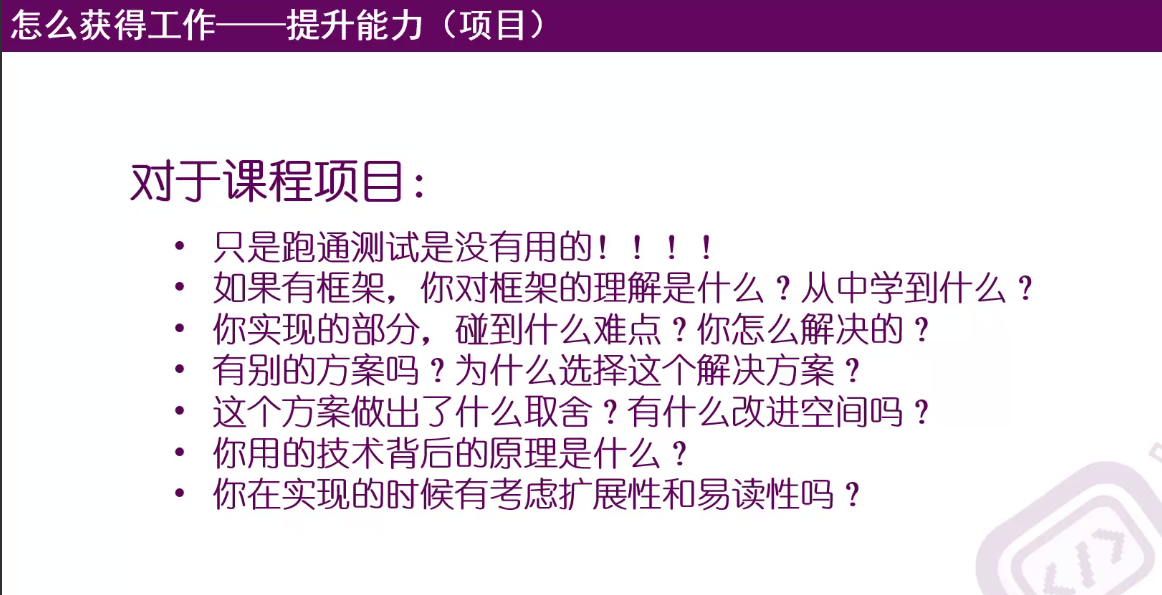 怎么获得工作——提升能力（项目）
对于课程项目：
• 只是跑通测试是没有用的！！！！
• 如果有框架，你对框架的理解是什么？从中学到什么？
• 你实现的部分，碰到什么难点？你怎么解决的？
• 有别的方案吗？为什么选择这个解决方案？
• 这个方案做出了什么取舍？有什么改进空间吗？
• 你用的技术背后的原理是什么？
• 你在实现的时候有考虑扩展性和易读性吗？